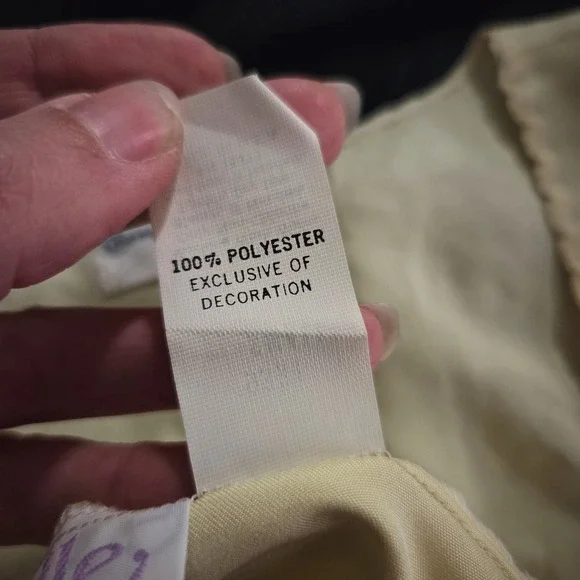 100% POLYESTER
EXCLUSIVE OF
DECORATION